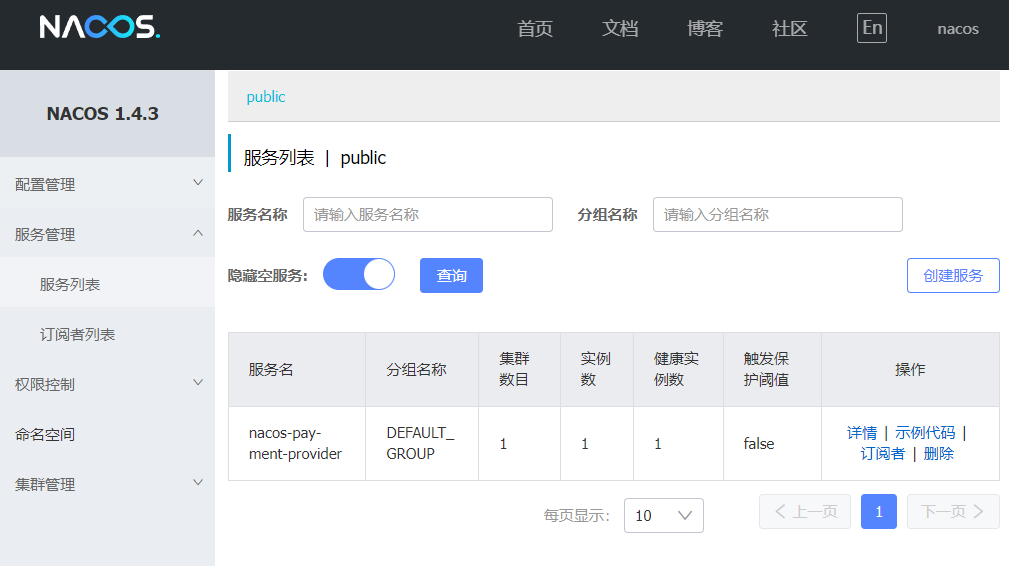 NACOS.
首页 文档 博客 社区 En nacos
NACOS 1.4.3
配置管理
服务管理
服务列表
订阅者列表
权限控制
命名空间
集群管理
public
服务列表 | public
服务名称 请输入服务名称 分组名称 请输入分组名称
隐藏空服务: 查询 创建服务
服务名 分组名称 集群数目 实例数 健康实例数 触发保护阈值 操作
nacos-pay-
ment-provider
DEFAULT_
GROUP
1 1 1 false
详情 | 示例代码 |
订阅者 | 删除
每页显示: 10 上一页 1 下一页